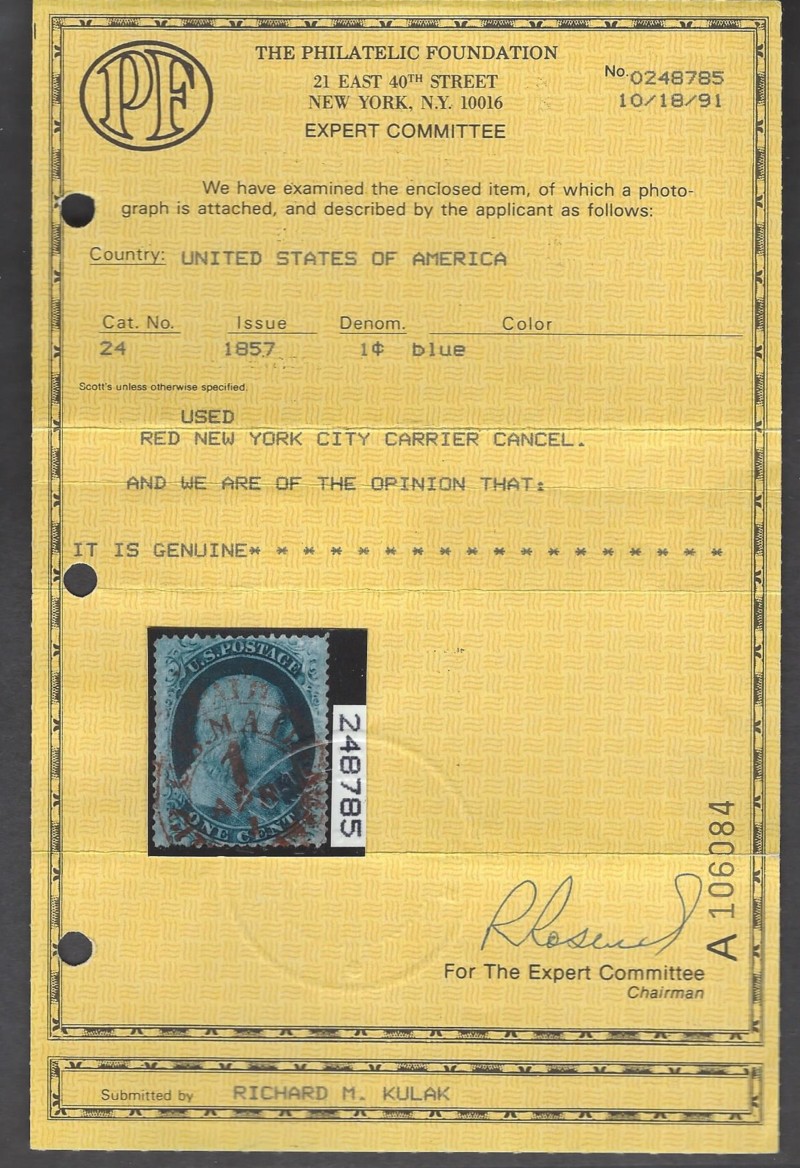 PF
THE PHILATELIC FOUNDATION
21 EAST 40TH STREET
NEW YORK, N.Y. 10016
EXPERT COMMITTEE
No. 0248785
10/18/91
We have examined the enclosed item, of which a photo-
graph is attached, and described by the applicant as follows:
Country: UNITED STATES OF AMERICA
Cat. No. Issue Denom. Color
24 1857 1¢ blue
Scott's unless otherwise specified.
USED
RED NEW YORK CITY CARRIER CANCEL.
AND WE ARE OF THE OPINION THAT:
IT IS GENUINE* * * * * * * * * * * * * * * * * *
U.S. POSTAGE
MAIL
1
ONE CENT
248785
A 106084
For The Expert Committee
Chairman
Submitted by RICHARD M. KULAK